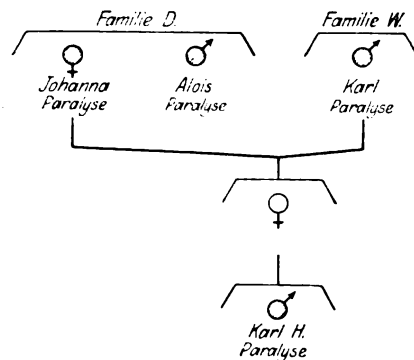 Familie D.
Familie W.
Johanna
Paralyse
Alois
Paralyse
Karl
Paralyse
Karl H.
Paralyse